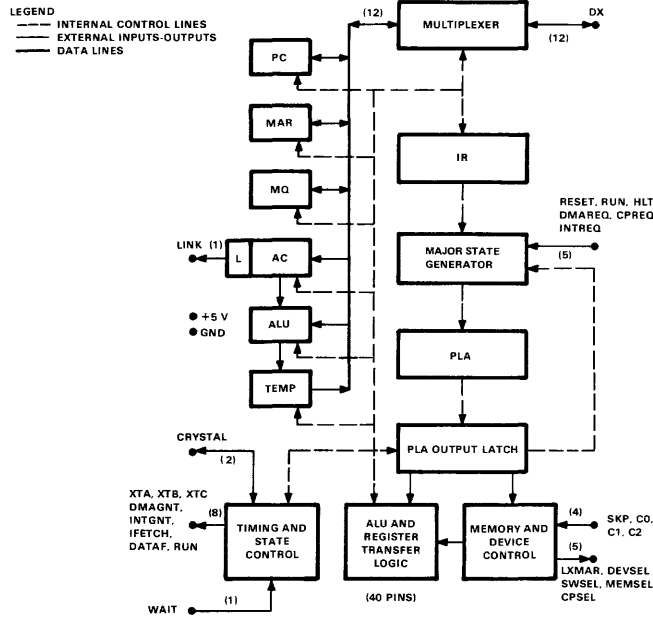 LEGEND
INTERNAL CONTROL LINES
EXTERNAL INPUTS-OUTPUTS
DATA LINES
(12)
MULTIPLEXER
DX
(12)
PC
MAR
IR
MQ
RESET, RUN, HLT
DMAREQ, CPREQ
INTREQ
(5)
LINK (1)
L
AC
MAJOR STATE
GENERATOR
+5 V
GND
ALU
PLA
TEMP
CRYSTAL
(2)
PLA OUTPUT LATCH
XTA, XTB, XTC
DMAGNT,
INTGNT,
IFETCH,
DATAF, RUN
(8)
TIMING AND
STATE
CONTROL
ALU AND
REGISTER
TRANSFER
LOGIC
MEMORY AND
DEVICE
CONTROL
(4)
SKP, C0,
C1, C2
(5)
LXMAR, DEVSEL
SWSEL, MEMSEL
CPSEL
WAIT
(1)
(40 PINS)